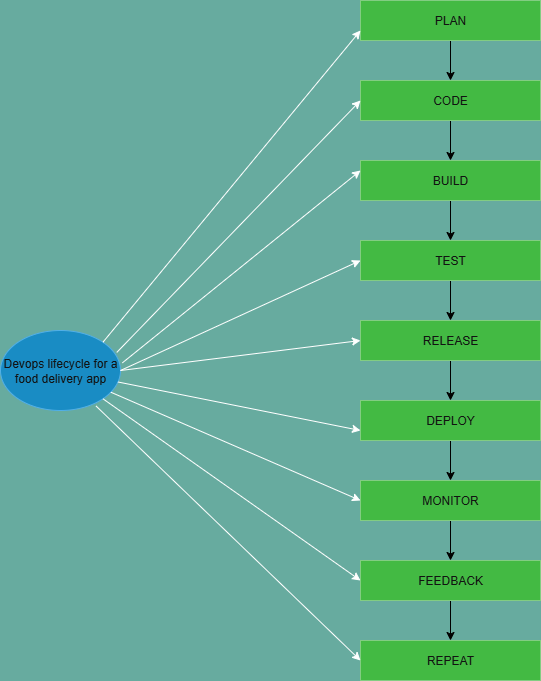 PLAN
CODE
BUILD
TEST
RELEASE
Devops lifecycle for a
food delivery app
DEPLOY
MONITOR
FEEDBACK
REPEAT